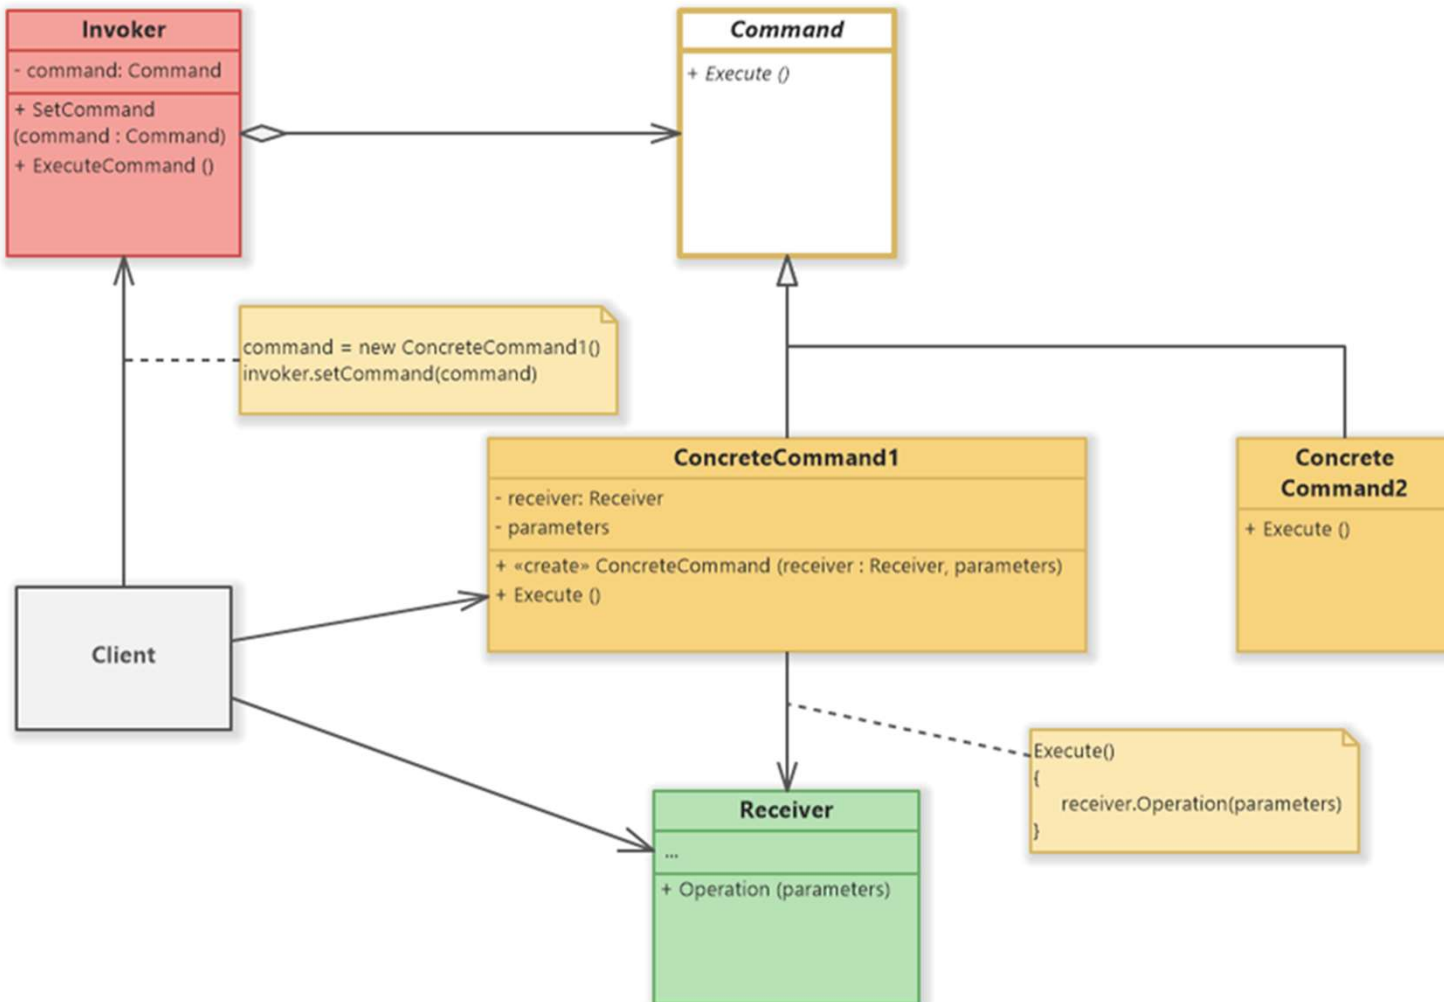 Invoker
- command: Command
+ SetCommand
(command : Command)
+ ExecuteCommand ()
Command
+ Execute ()
command = new ConcreteCommand1()
invoker.setCommand(command)
ConcreteCommand1
- receiver: Receiver
- parameters
+ «create» ConcreteCommand (receiver : Receiver, parameters)
+ Execute ()
Concrete
Command2
+ Execute ()
Client
Execute()
{
receiver.Operation(parameters)
}
Receiver
...
+ Operation (parameters)